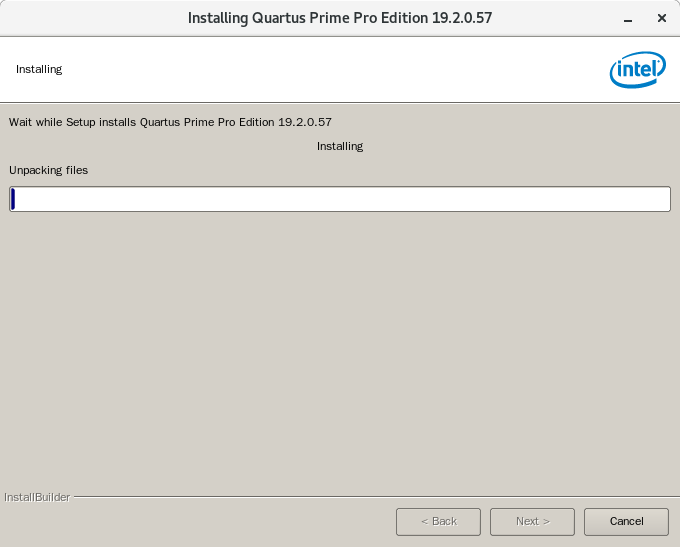 Installing Quartus Prime Pro Edition 19.2.0.57
Installing
intel
Wait while Setup installs Quartus Prime Pro Edition 19.2.0.57
Installing
Unpacking files
InstallBuilder
< Back
Next >
Cancel